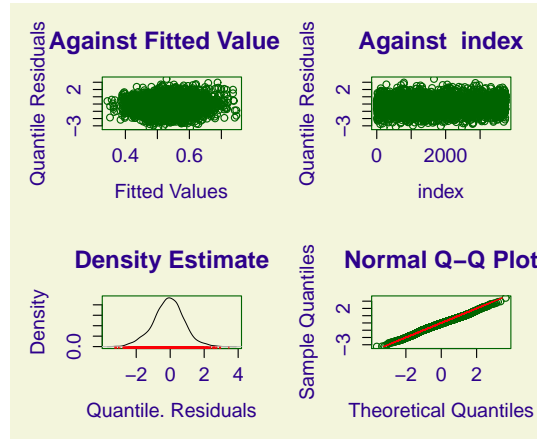 Against Fitted Value
Quantile Residuals
2
−3
0.4 0.6
Fitted Values
Against index
Quantile Residuals
2
−3
0 2000
index
Density Estimate
Density
0.0
−2 0 2 4
Quantile. Residuals
Normal Q−Q Plot
Sample Quantiles
2
−3
−2 0 2
Theoretical Quantiles